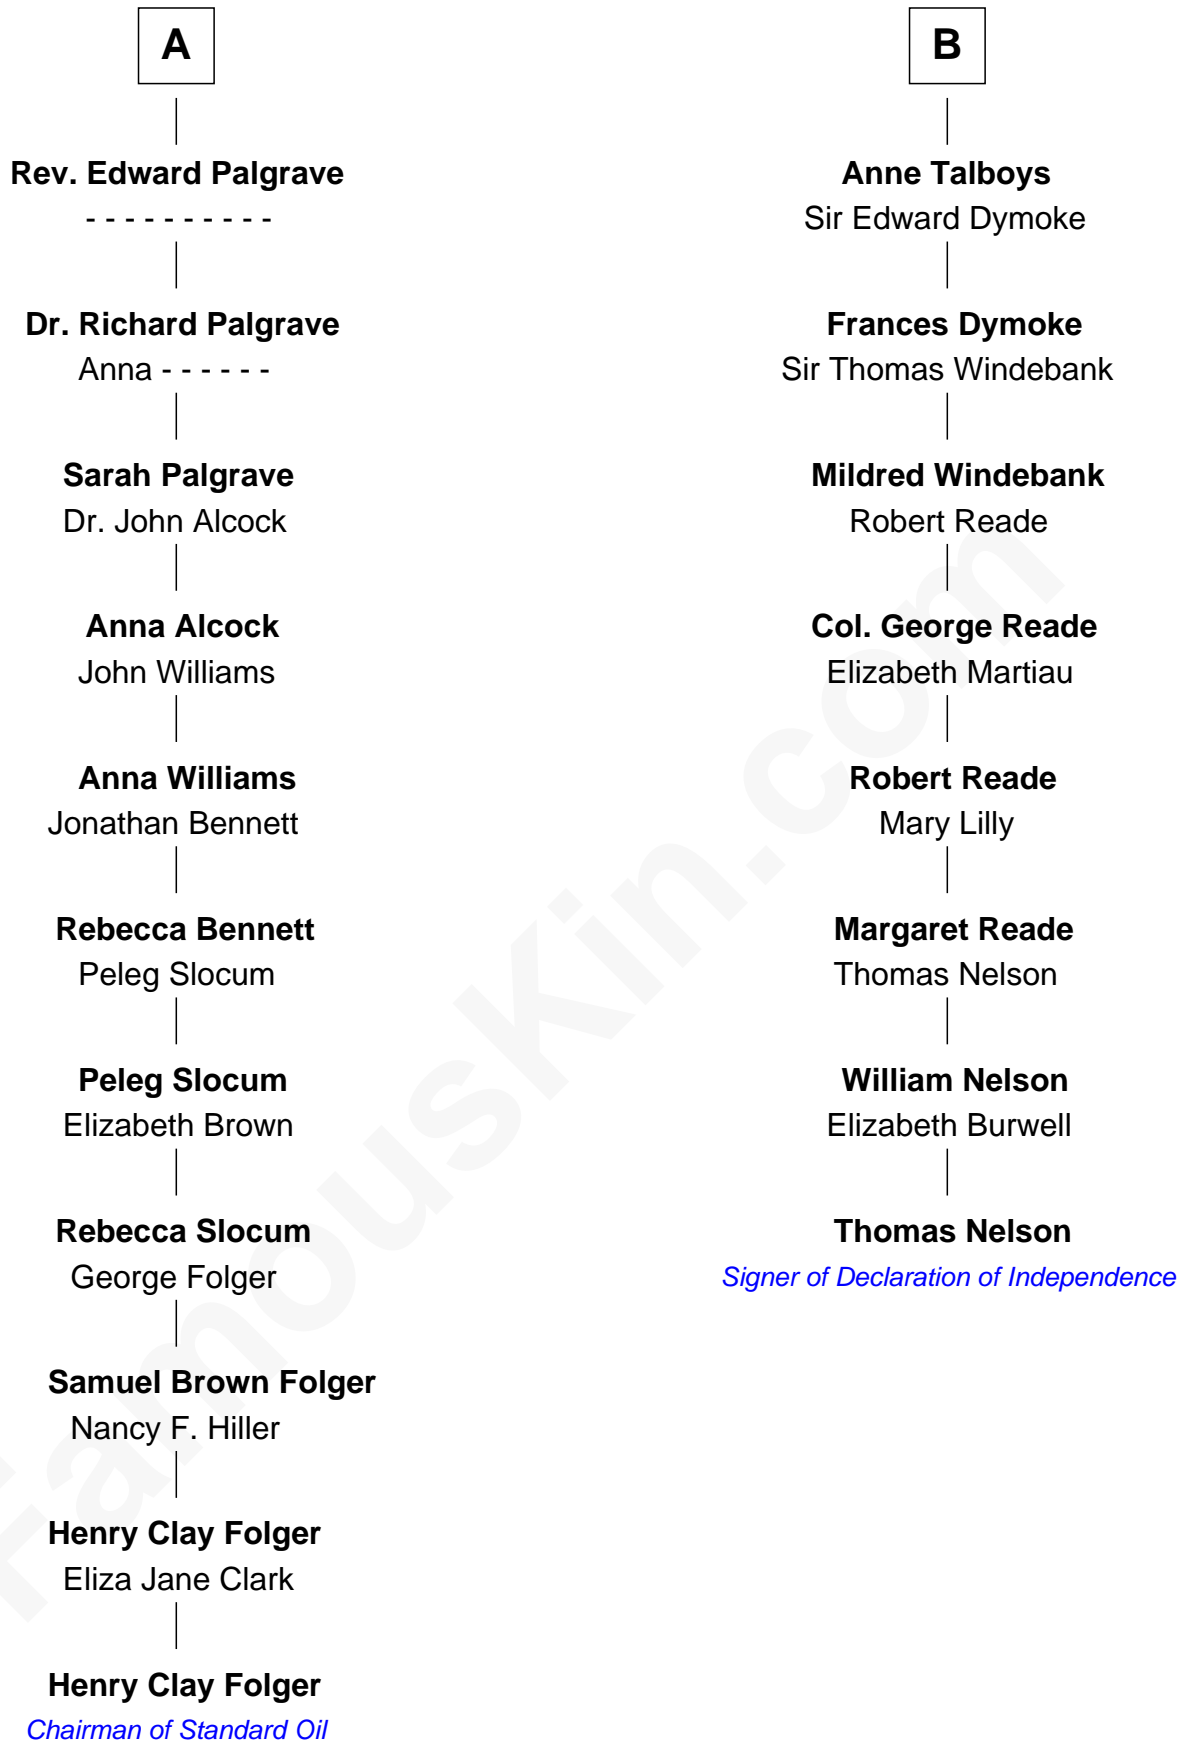 A
Rev. Edward Palgrave
- - - - - - - - - -
Dr. Richard Palgrave
Anna - - - - - -
Sarah Palgrave
Dr. John Alcock
Anna Alcock
John Williams
Anna Williams
Jonathan Bennett
Rebecca Bennett
Peleg Slocum
Peleg Slocum
Elizabeth Brown
Rebecca Slocum
George Folger
Samuel Brown Folger
Nancy F. Hiller
Henry Clay Folger
Eliza Jane Clark
Henry Clay Folger
Chairman of Standard Oil
B
Anne Talboys
Sir Edward Dymoke
Frances Dymoke
Sir Thomas Windebank
Mildred Windebank
Robert Reade
Col. George Reade
Elizabeth Martiau
Robert Reade
Mary Lilly
Margaret Reade
Thomas Nelson
William Nelson
Elizabeth Burwell
Thomas Nelson
Signer of Declaration of Independence
FamousKin.com